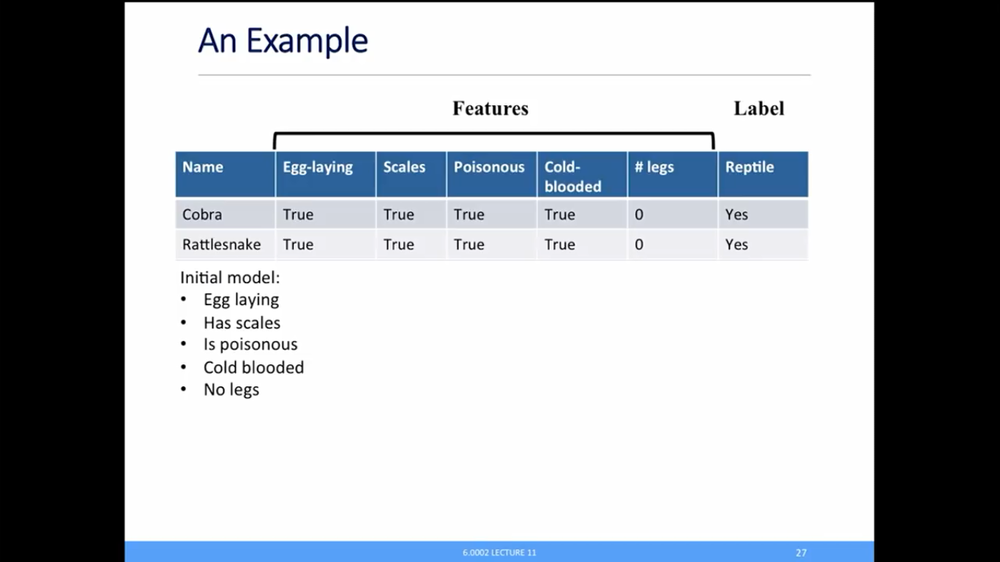 An Example
Features Label
Name Egg-laying Scales Poisonous Cold-blooded # legs Reptile
Cobra True True True True 0 Yes
Rattlesnake True True True True 0 Yes
Initial model:
• Egg laying
• Has scales
• Is poisonous
• Cold blooded
• No legs
6.0002 LECTURE 11 27